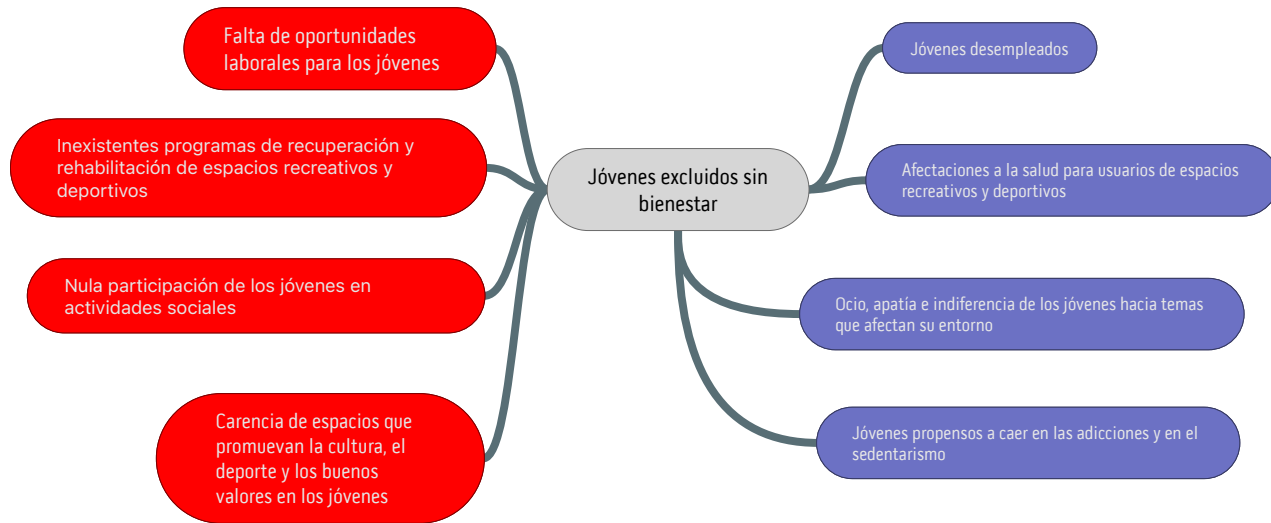 Falta de oportunidades
laborales para los jóvenes
Inexistentes programas de recuperación y
rehabilitación de espacios recreativos y
deportivos
Nula participación de los jóvenes en
actividades sociales
Carencia de espacios que
promuevan la cultura, el
deporte y los buenos
valores en los jóvenes
Jóvenes excluidos sin
bienestar
Jóvenes desempleados
Afectaciones a la salud para usuarios de espacios
recreativos y deportivos
Ocio, apatía e indiferencia de los jóvenes hacia temas
que afectan su entorno
Jóvenes propensos a caer en las adicciones y en el
sedentarismo